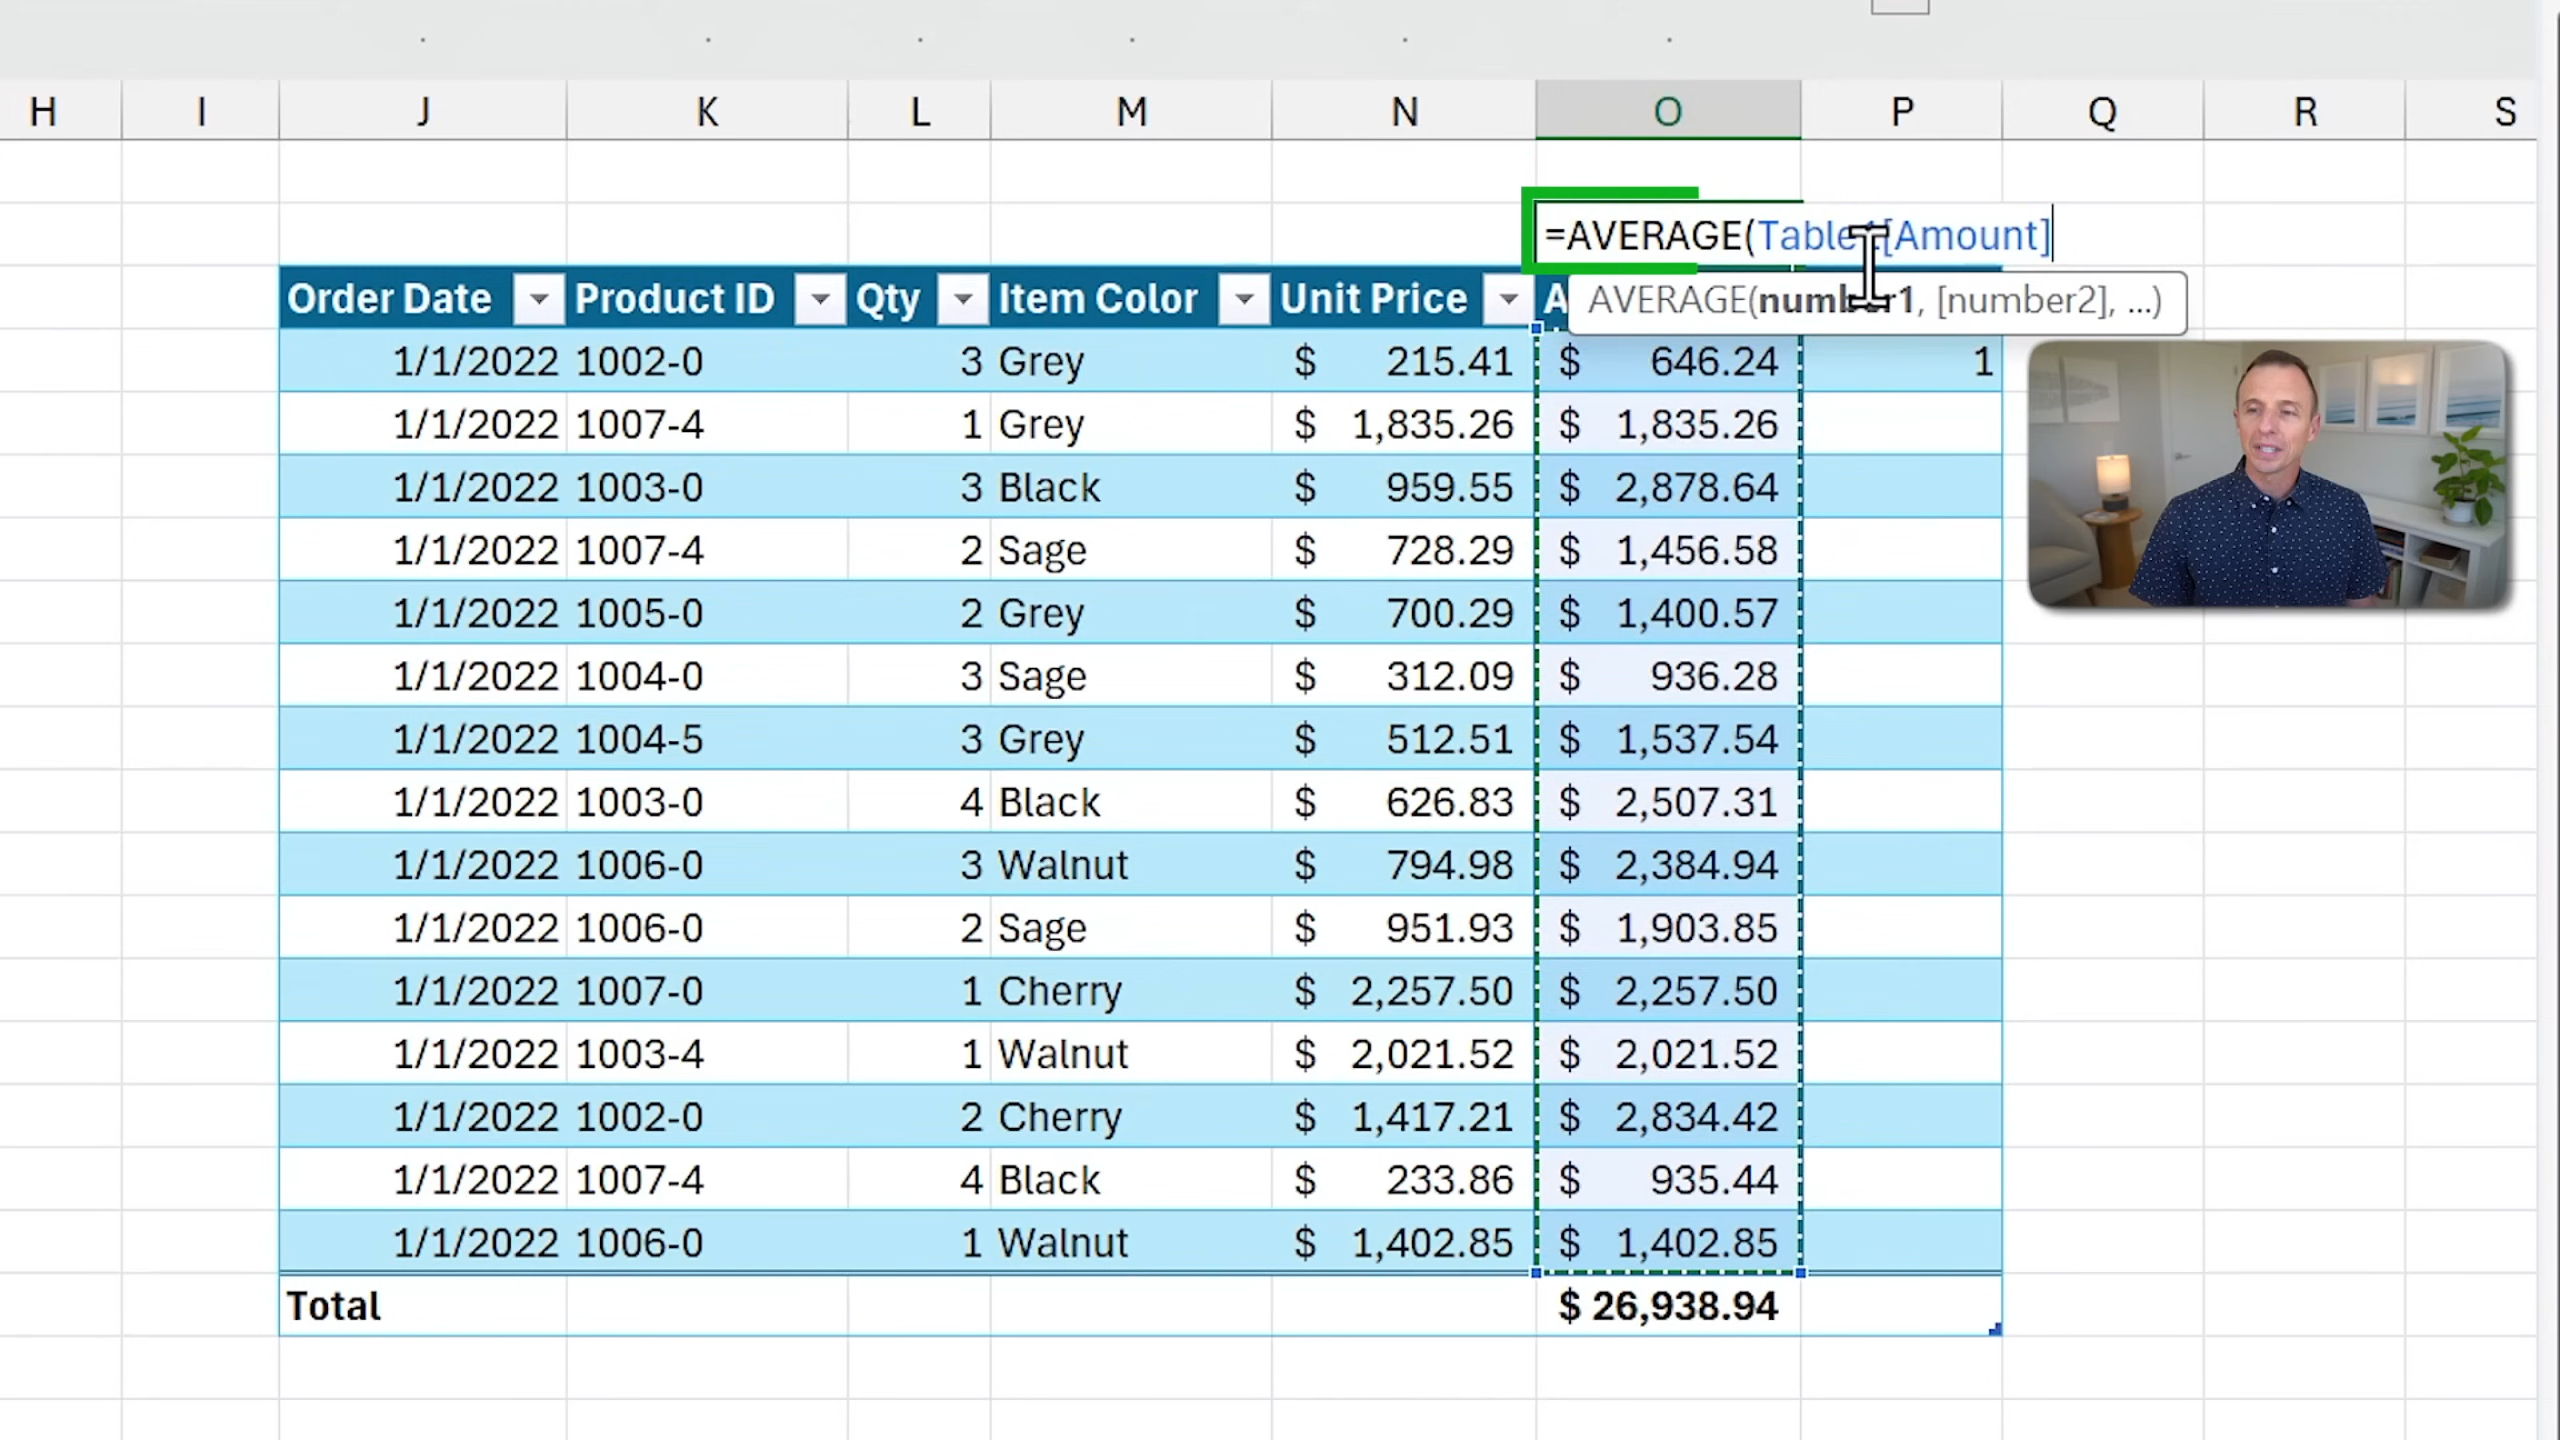 H I J K L M N O P Q R S
=AVERAGE(Table1[Amount]
Order Date Product ID Qty Item Color Unit Price A AVERAGE(number1, [number2], ...)
1/1/2022 1002-0 3 Grey $ 215.41 $ 646.24 1
1/1/2022 1007-4 1 Grey $ 1,835.26 $ 1,835.26
1/1/2022 1003-0 3 Black $ 959.55 $ 2,878.64
1/1/2022 1007-4 2 Sage $ 728.29 $ 1,456.58
1/1/2022 1005-0 2 Grey $ 700.29 $ 1,400.57
1/1/2022 1004-0 3 Sage $ 312.09 $ 936.28
1/1/2022 1004-5 3 Grey $ 512.51 $ 1,537.54
1/1/2022 1003-0 4 Black $ 626.83 $ 2,507.31
1/1/2022 1006-0 3 Walnut $ 794.98 $ 2,384.94
1/1/2022 1006-0 2 Sage $ 951.93 $ 1,903.85
1/1/2022 1007-0 1 Cherry $ 2,257.50 $ 2,257.50
1/1/2022 1003-4 1 Walnut $ 2,021.52 $ 2,021.52
1/1/2022 1002-0 2 Cherry $ 1,417.21 $ 2,834.42
1/1/2022 1007-4 4 Black $ 233.86 $ 935.44
1/1/2022 1006-0 1 Walnut $ 1,402.85 $ 1,402.85
Total $ 26,938.94